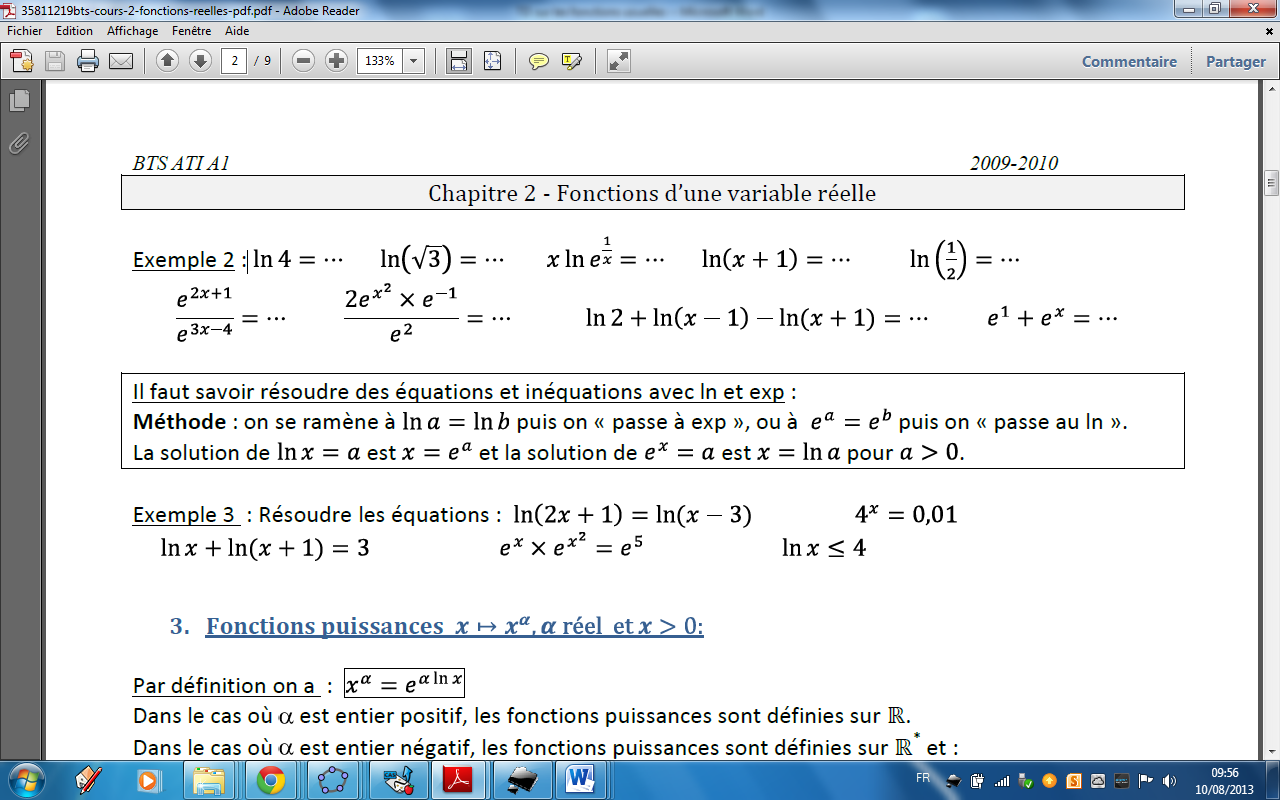 35811219bts-cours-2-fonctions-reelles-pdf.pdf - Adobe Reader
Fichier Edition Affichage Fenêtre Aide
2 / 9 133% Commentaire Partager
BTS ATI A1 2009-2010
Chapitre 2 - Fonctions d’une variable réelle
Exemple 2 : ln 4 = ⋯ ln(√3) = ⋯ x ln e^(1/x) = ⋯ ln(x + 1) = ⋯ ln(1/2) = ⋯
e^(2x+1)/e^(3x−4) = ⋯ (2e^(x²) × e^(−1))/e² = ⋯ ln 2 + ln(x − 1) − ln(x + 1) = ⋯ e¹ + eˣ = ⋯
Il faut savoir résoudre des équations et inéquations avec ln et exp :
Méthode : on se ramène à ln a = ln b puis on « passe à exp », ou à eᵃ = eᵇ puis on « passe au ln ».
La solution de ln x = a est x = eᵃ et la solution de eˣ = a est x = ln a pour a > 0.
Exemple 3 : Résoudre les équations : ln(2x + 1) = ln(x − 3) 4ˣ = 0,01
ln x + ln(x + 1) = 3 eˣ × e^(x²) = e⁵ ln x ≤ 4
3. Fonctions puissances x ↦ x^α, α réel et x > 0:
Par définition on a : x^α = e^(α ln x)
Dans le cas où α est entier positif, les fonctions puissances sont définies sur ℝ.
Dans le cas où α est entier négatif, les fonctions puissances sont définies sur ℝ* et :
FR 09:56
10/08/2013